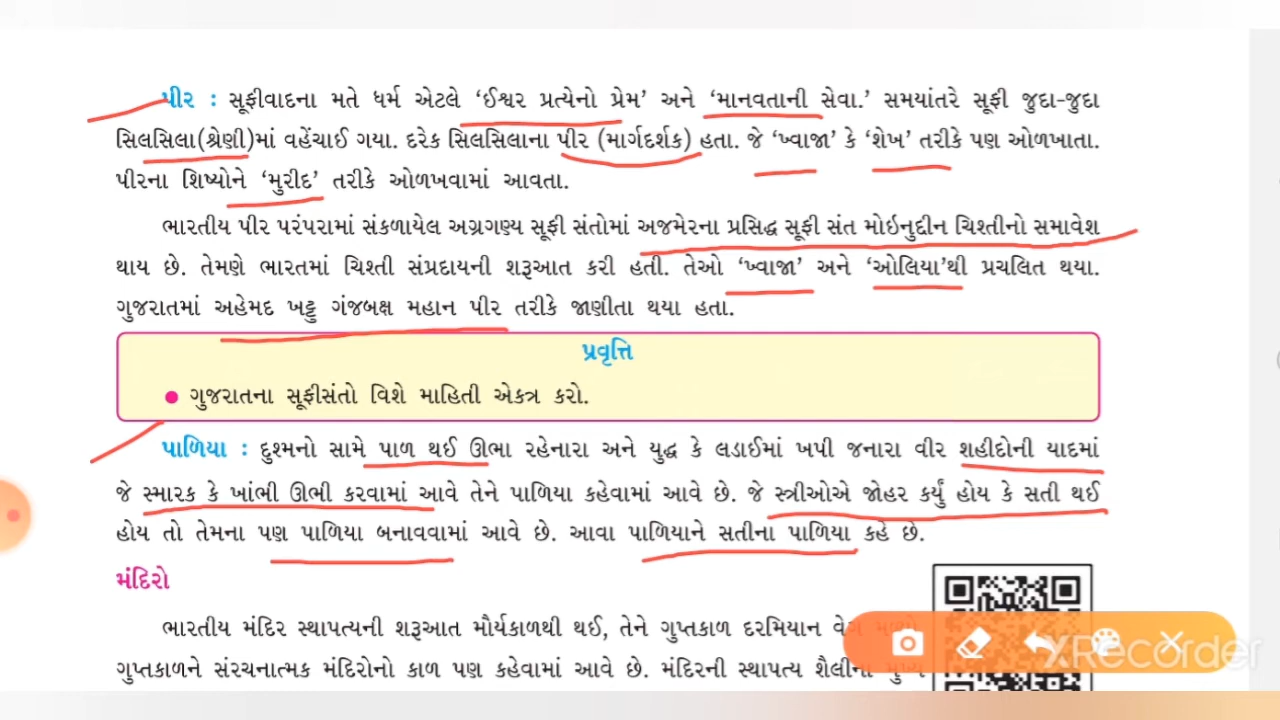 પીર : સૂફીવાદના મતે ધર્મ એટલે ‘ઈશ્વર પ્રત્યેનો પ્રેમ’ અને ‘માનવતાની સેવા.’ સમયાંતરે સૂફી જુદા-જુદા
સિલસિલા(શ્રેણી)માં વહેંચાઈ ગયા. દરેક સિલસિલાના પીર (માર્ગદર્શક) હતા. જે ‘ખ્વાજા’ કે ‘શેખ’ તરીકે પણ ઓળખાતા.
પીરના શિષ્યોને ‘મુરીદ’ તરીકે ઓળખવામાં આવતા.
ભારતીય પીર પરંપરામાં સંકળાયેલ અગ્રગણ્ય સૂફી સંતોમાં અજમેરના પ્રસિદ્ધ સૂફી સંત મોઇનુદ્દીન ચિશ્તીનો સમાવેશ
થાય છે. તેમણે ભારતમાં ચિશ્તી સંપ્રદાયની શરૂઆત કરી હતી. તેઓ ‘ખ્વાજા’ અને ‘ઓલિયા’થી પ્રચલિત થયા.
ગુજરાતમાં અહેમદ ખટ્ટુ ગંજબક્ષ મહાન પીર તરીકે જાણીતા થયા હતા.
પ્રવૃત્તિ
● ગુજરાતના સૂફીસંતો વિશે માહિતી એકત્ર કરો.
પાળિયા : દુશ્મનો સામે પાળ થઈ ઊભા રહેનારા અને યુદ્ધ કે લડાઈમાં ખપી જનારા વીર શહીદોની યાદમાં
જે સ્મારક કે ખાંભી ઊભી કરવામાં આવે તેને પાળિયા કહેવામાં આવે છે. જે સ્ત્રીઓએ જોહર કર્યું હોય કે સતી થઈ
હોય તો તેમના પણ પાળિયા બનાવવામાં આવે છે. આવા પાળિયાને સતીના પાળિયા કહે છે.
મંદિરો
ભારતીય મંદિર સ્થાપત્યની શરૂઆત મૌર્યકાળથી થઈ, તેને ગુપ્તકાળ દરમિયાન
ગુપ્તકાળને સંરચનાત્મક મંદિરોનો કાળ પણ કહેવામાં આવે છે. મંદિરની સ્થાપત્ય શૈલીના મુખ્ય
XRecorder